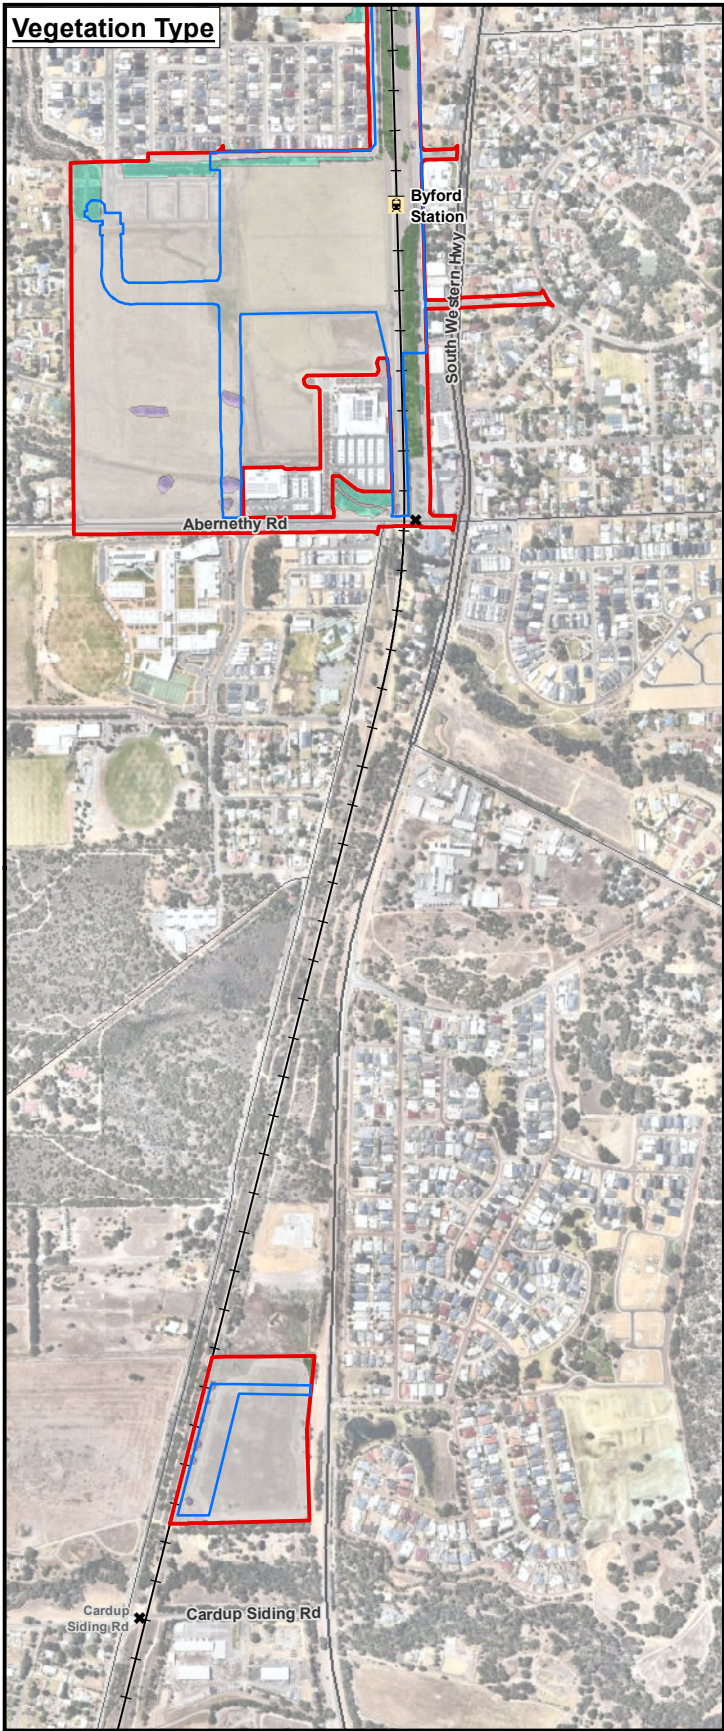 Vegetation Type
Byford
Station
South Western Hwy
Abernethy Rd
Cardup
Siding Rd
Cardup Siding Rd